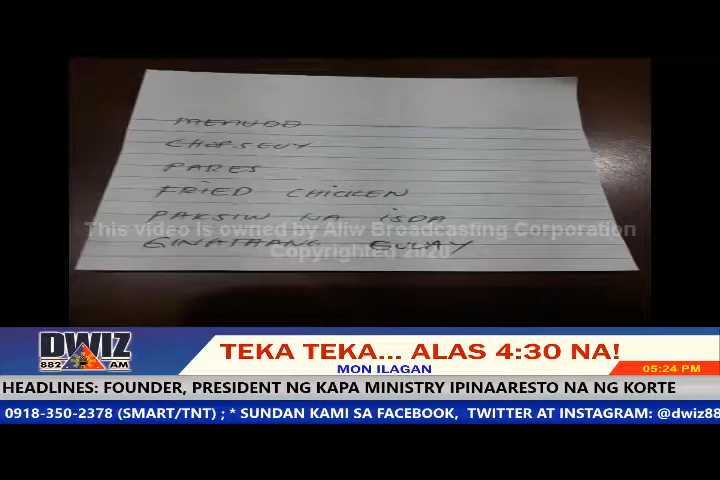 MENUDO
CHOPSEUY
PARES
FRIED CHICKEN
PAKSIW NA ISDA
GINATAANG GULAY
This video is owned by Aliw Broadcasting Corporation
Copyrighted 2020
DWIZ
882 AM
TEKA TEKA... ALAS 4:30 NA!
MON ILAGAN
05:24 PM
HEADLINES: FOUNDER, PRESIDENT NG KAPA MINISTRY IPINAARESTO NA NG KORTE
0918-350-2378 (SMART/TNT) ; * SUNDAN KAMI SA FACEBOOK, TWITTER AT INSTAGRAM: @dwiz88